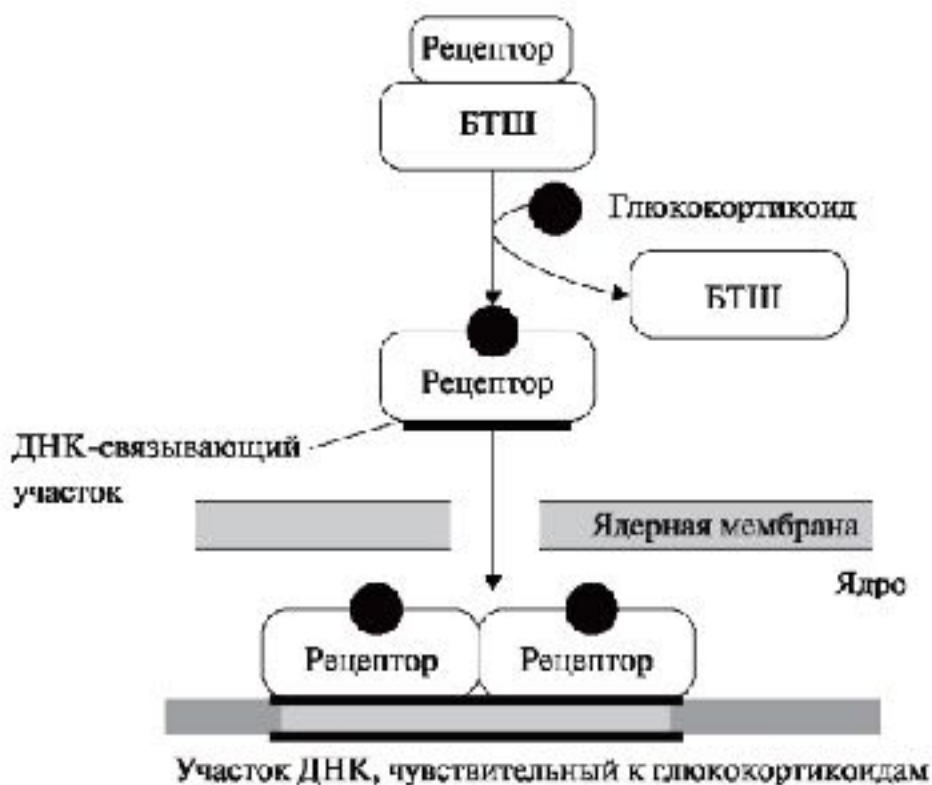 Рецептор
БТШ
Глюкокортикоид
БТШ
Рецептор
ДНК-связывающий
участок
Ядерная мембрана
Ядро
Рецептор
Рецептор
Участок ДНК, чувствительный к глюкокортикоидам